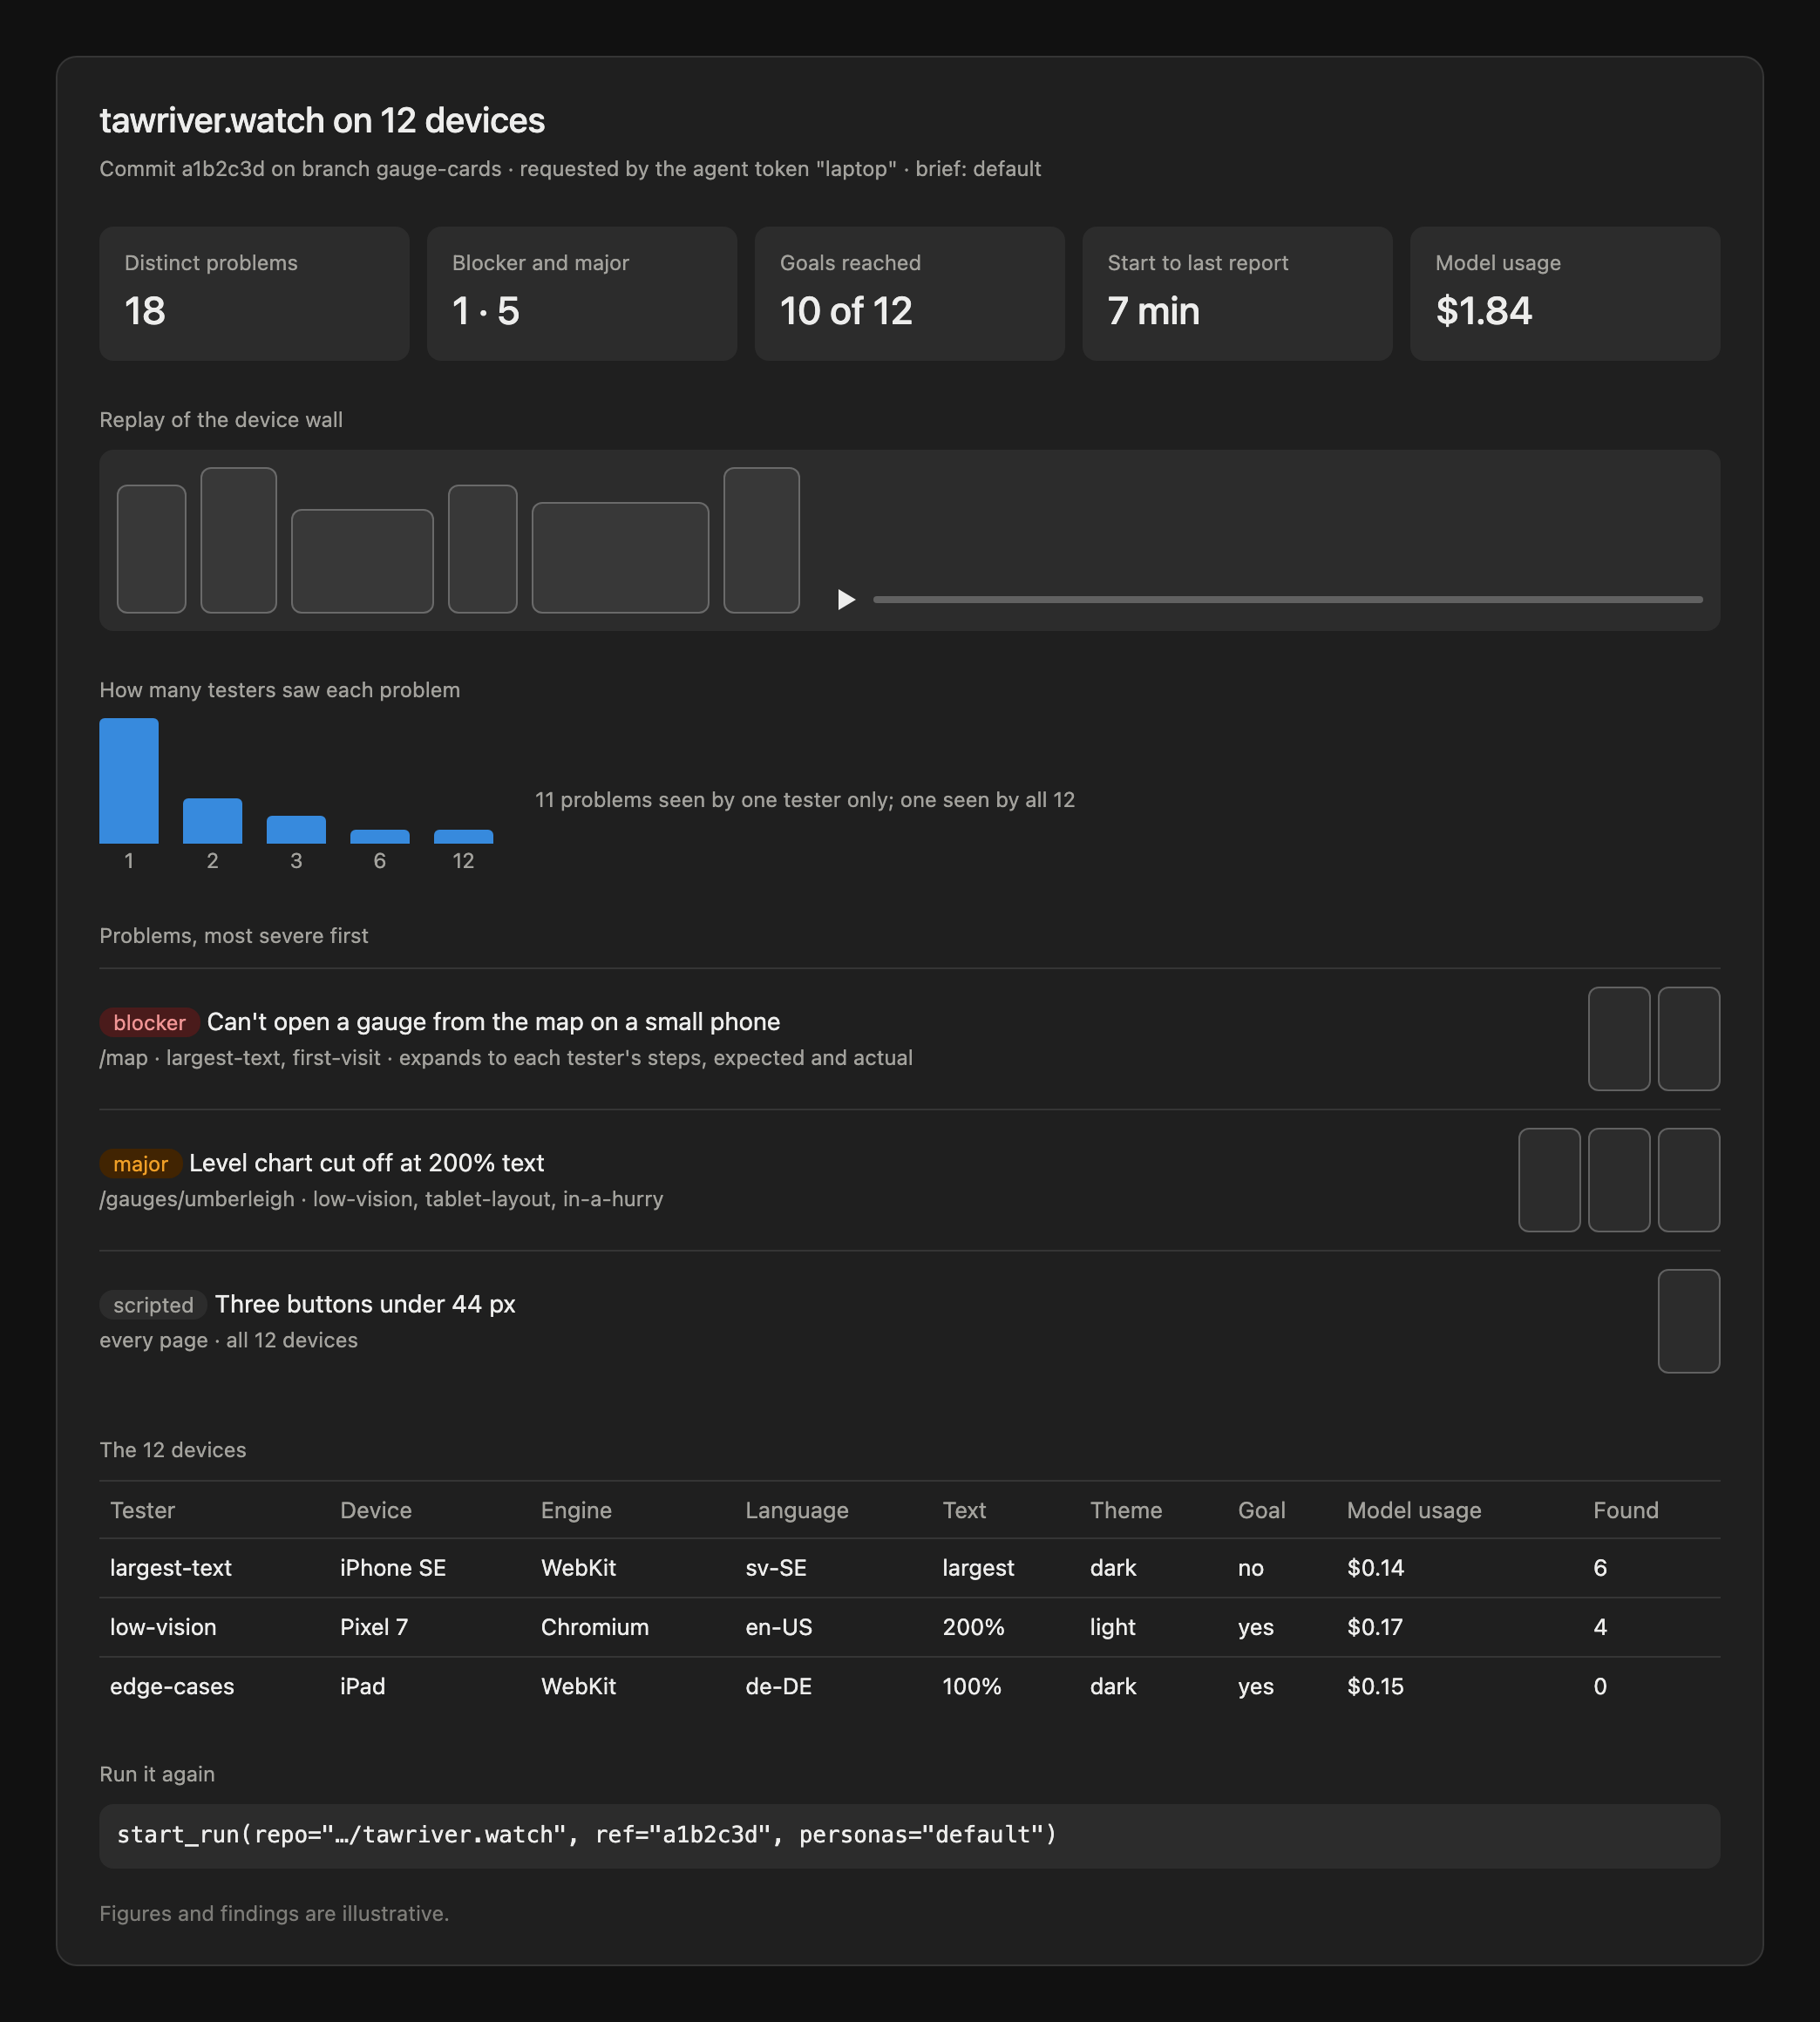 tawriver.watch on 12 devices
Commit a1b2c3d on branch gauge-cards · requested by the agent token "laptop" · brief: default
Distinct problems
18
Blocker and major
1 · 5
Goals reached
10 of 12
Start to last report
7 min
Model usage
$1.84
Replay of the device wall
How many testers saw each problem
1 2 3 6 12
11 problems seen by one tester only; one seen by all 12
Problems, most severe first
blocker Can't open a gauge from the map on a small phone
/map · largest-text, first-visit · expands to each tester's steps, expected and actual
major Level chart cut off at 200% text
/gauges/umberleigh · low-vision, tablet-layout, in-a-hurry
scripted Three buttons under 44 px
every page · all 12 devices
The 12 devices
Tester Device Engine Language Text Theme Goal Model usage Found
largest-text iPhone SE WebKit sv-SE largest dark no $0.14 6
low-vision Pixel 7 Chromium en-US 200% light yes $0.17 4
edge-cases iPad WebKit de-DE 100% dark yes $0.15 0
Run it again
start_run(repo="…/tawriver.watch", ref="a1b2c3d", personas="default")
Figures and findings are illustrative.